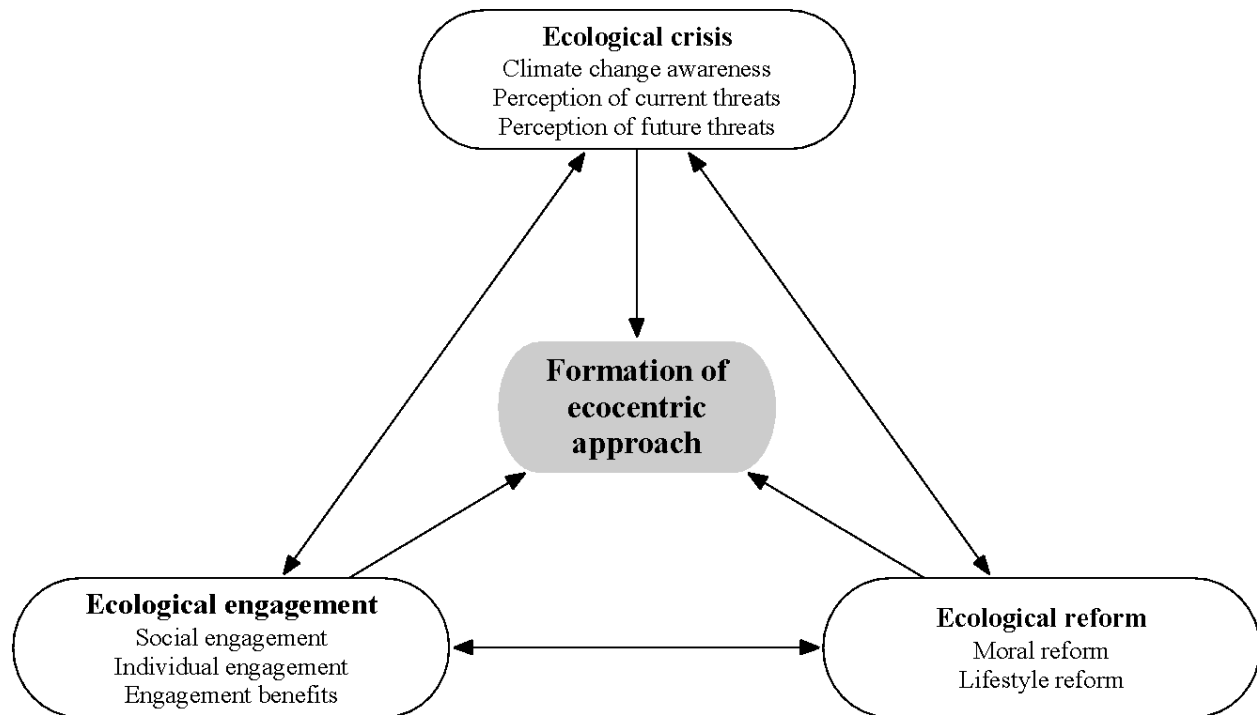 Ecological crisis
Climate change awareness
Perception of current threats
Perception of future threats
Formation of
ecocentric
approach
Ecological engagement
Social engagement
Individual engagement
Engagement benefits
Ecological reform
Moral reform
Lifestyle reform